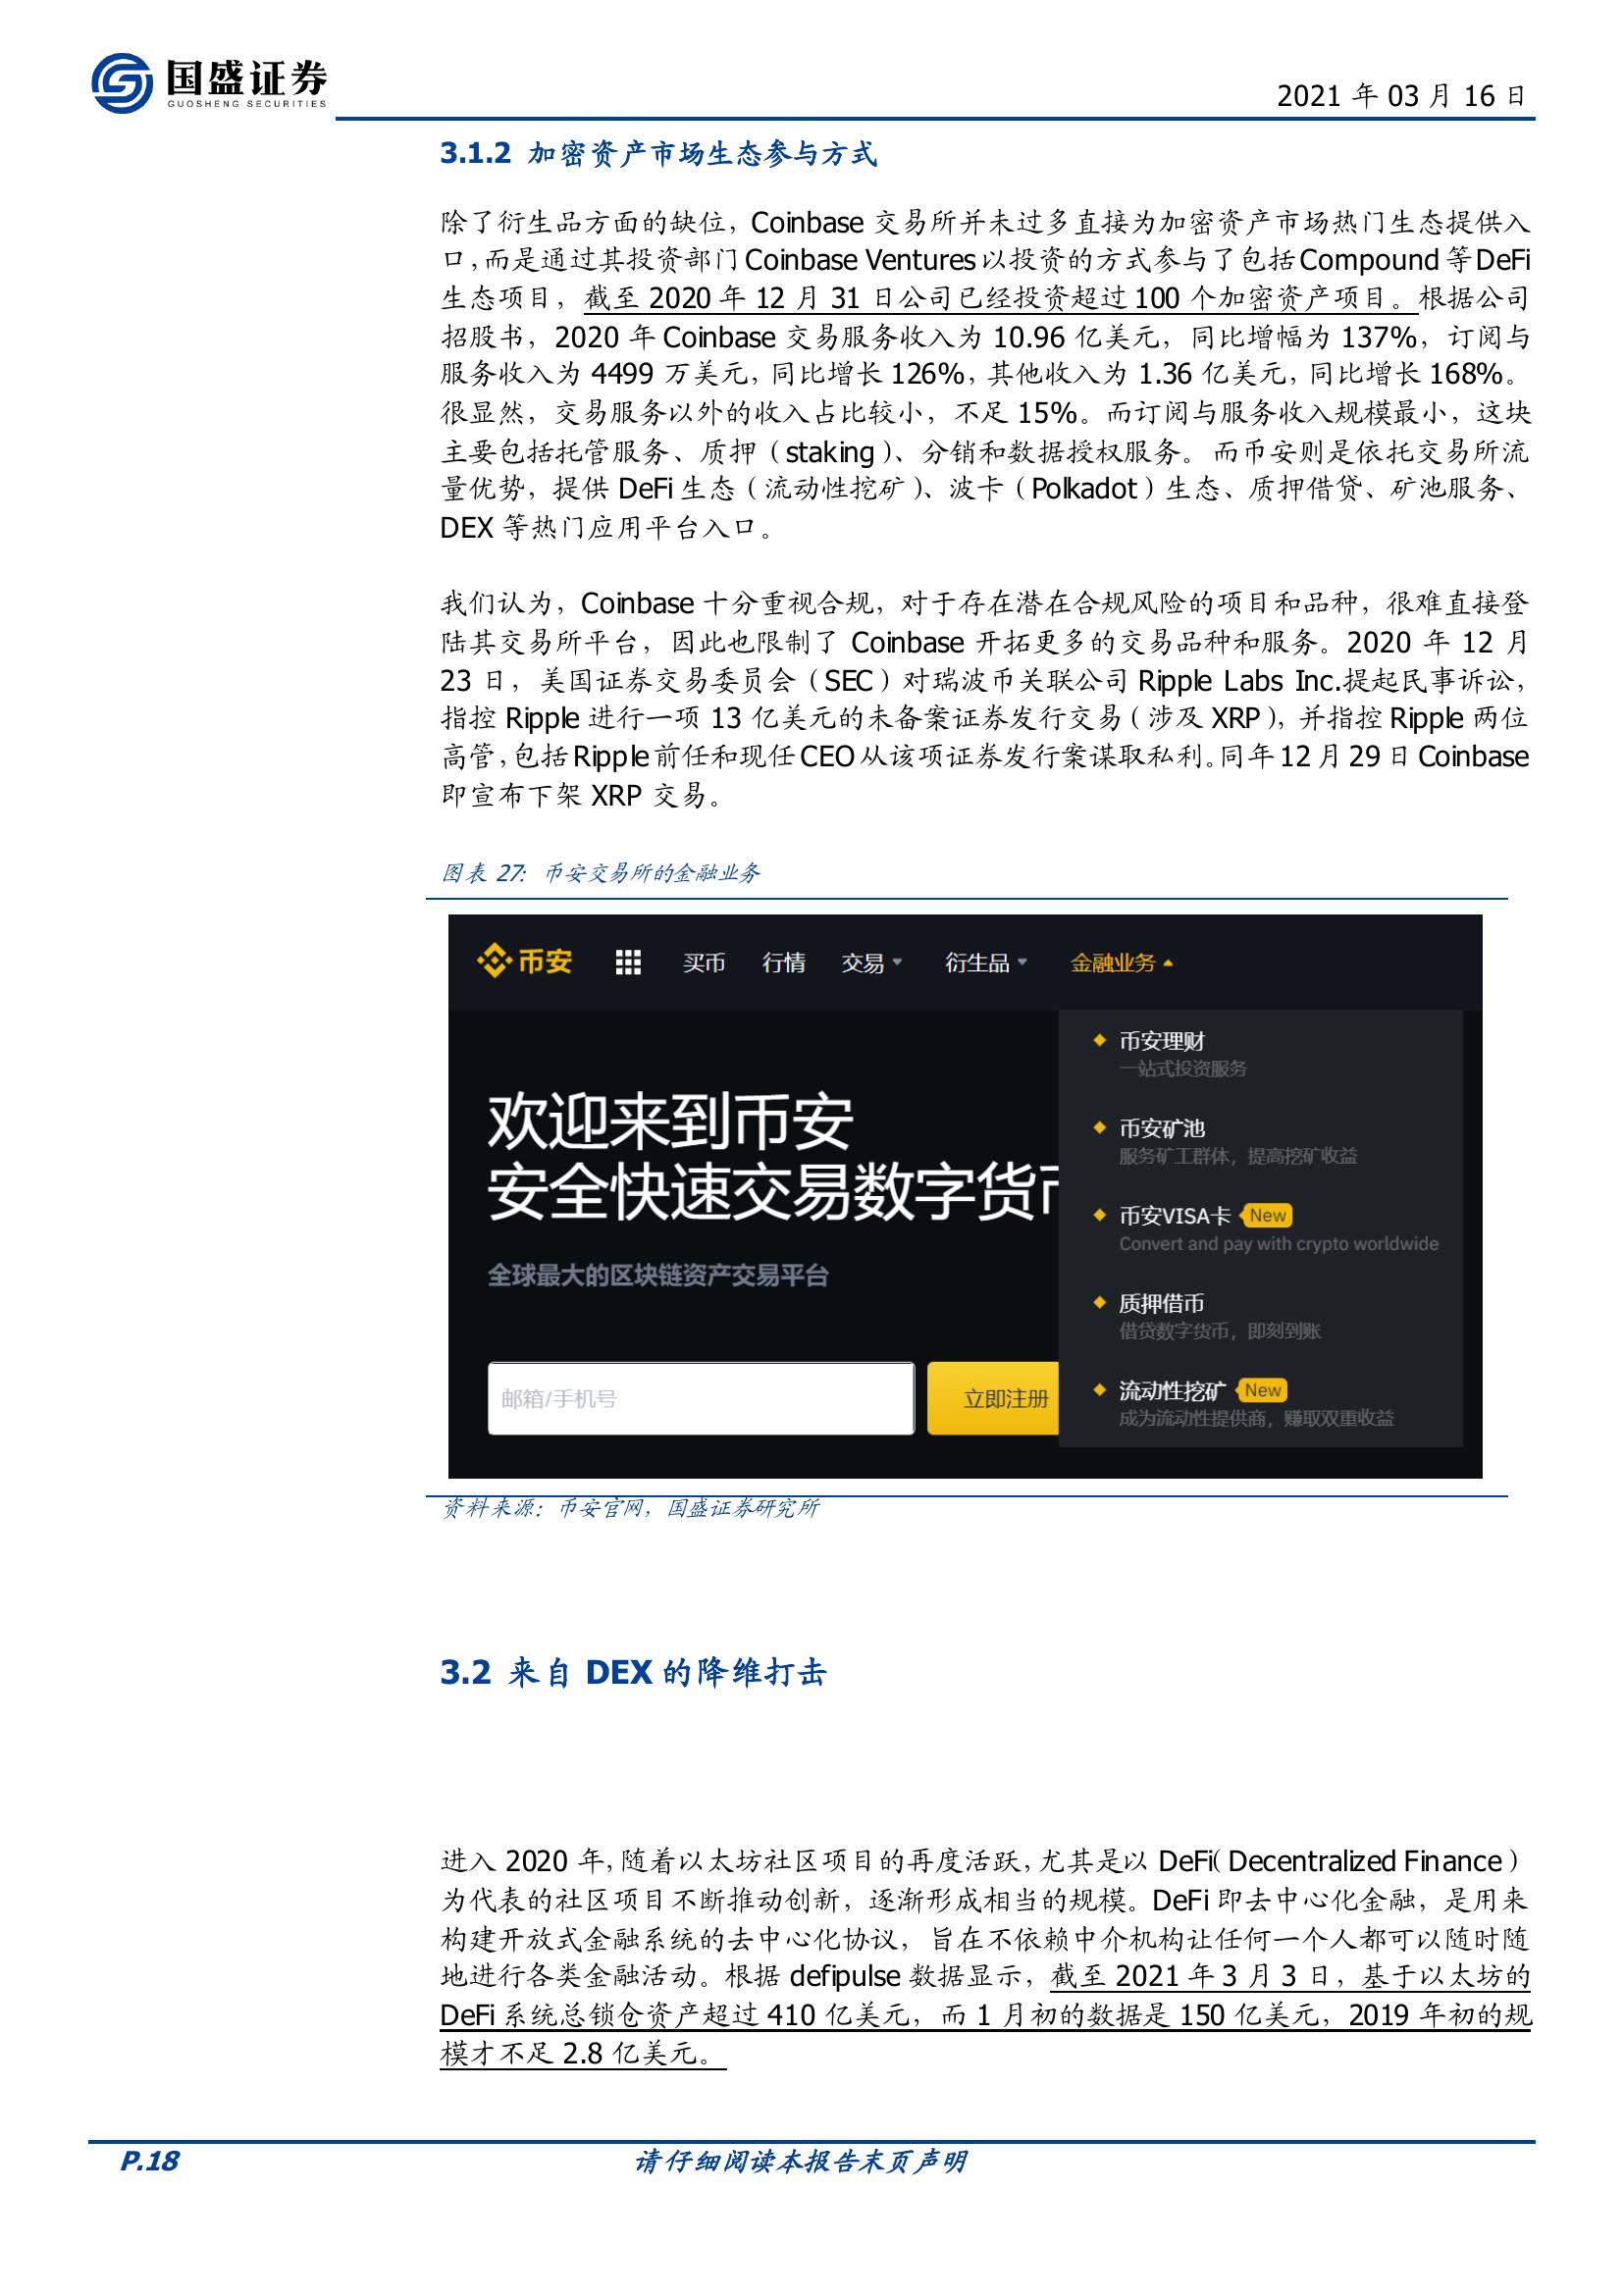 国盛证券
GUOSHENG SECURITIES
2021 年 03 月 16 日
3.1.2 加密资产市场生态参与方式
除了衍生品方面的缺位，Coinbase 交易所并未过多直接为加密资产市场热门生态提供入
口，而是通过其投资部门 Coinbase Ventures 以投资的方式参与了包括 Compound 等 DeFi
生态项目，截至 2020 年 12 月 31 日公司已经投资超过 100 个加密资产项目。根据公司
招股书，2020 年 Coinbase 交易服务收入为 10.96 亿美元，同比增幅为 137%，订阅与
服务收入为 4499 万美元，同比增长 126%，其他收入为 1.36 亿美元，同比增长 168%。
很显然，交易服务以外的收入占比较小，不足 15%。而订阅与服务收入规模最小，这块
主要包括托管服务、质押（staking）、分销和数据授权服务。而币安则是依托交易所流
量优势，提供 DeFi 生态（流动性挖矿）、波卡（Polkadot）生态、质押借贷、矿池服务、
DEX 等热门应用平台入口。
我们认为，Coinbase 十分重视合规，对于存在潜在合规风险的项目和品种，很难直接登
陆其交易所平台，因此也限制了 Coinbase 开拓更多的交易品种和服务。2020 年 12 月
23 日，美国证券交易委员会（SEC）对瑞波币关联公司 Ripple Labs Inc.提起民事诉讼，
指控 Ripple 进行一项 13 亿美元的未备案证券发行交易（涉及 XRP），并指控 Ripple 两位
高管，包括 Ripple 前任和现任 CEO 从该项证券发行案谋取私利。同年 12 月 29 日 Coinbase
即宣布下架 XRP 交易。
图表 27：币安交易所的金融业务
币安 买币 行情 交易 衍生品 金融业务
币安理财
一站式投资服务
币安矿池
服务矿工群体，提高挖矿收益
币安VISA卡 New
Convert and pay with crypto worldwide
质押借币
借贷数字货币，即刻到账
流动性挖矿 New
成为流动性提供商，赚取双重收益
欢迎来到币安
安全快速交易数字货币
全球最大的区块链资产交易平台
邮箱/手机号
立即注册
资料来源：币安官网，国盛证券研究所
3.2 来自 DEX 的降维打击
进入 2020 年，随着以太坊社区项目的再度活跃，尤其是以 DeFi（Decentralized Finance）
为代表的社区项目不断推动创新，逐渐形成相当的规模。DeFi 即去中心化金融，是用来
构建开放式金融系统的去中心化协议，旨在不依赖中介机构让任何一个人都可以随时随
地进行各类金融活动。根据 defipulse 数据显示，截至 2021 年 3 月 3 日，基于以太坊的
DeFi 系统总锁仓资产超过 410 亿美元，而 1 月初的数据是 150 亿美元，2019 年初的规
模才不足 2.8 亿美元。
P.18
请仔细阅读本报告末页声明